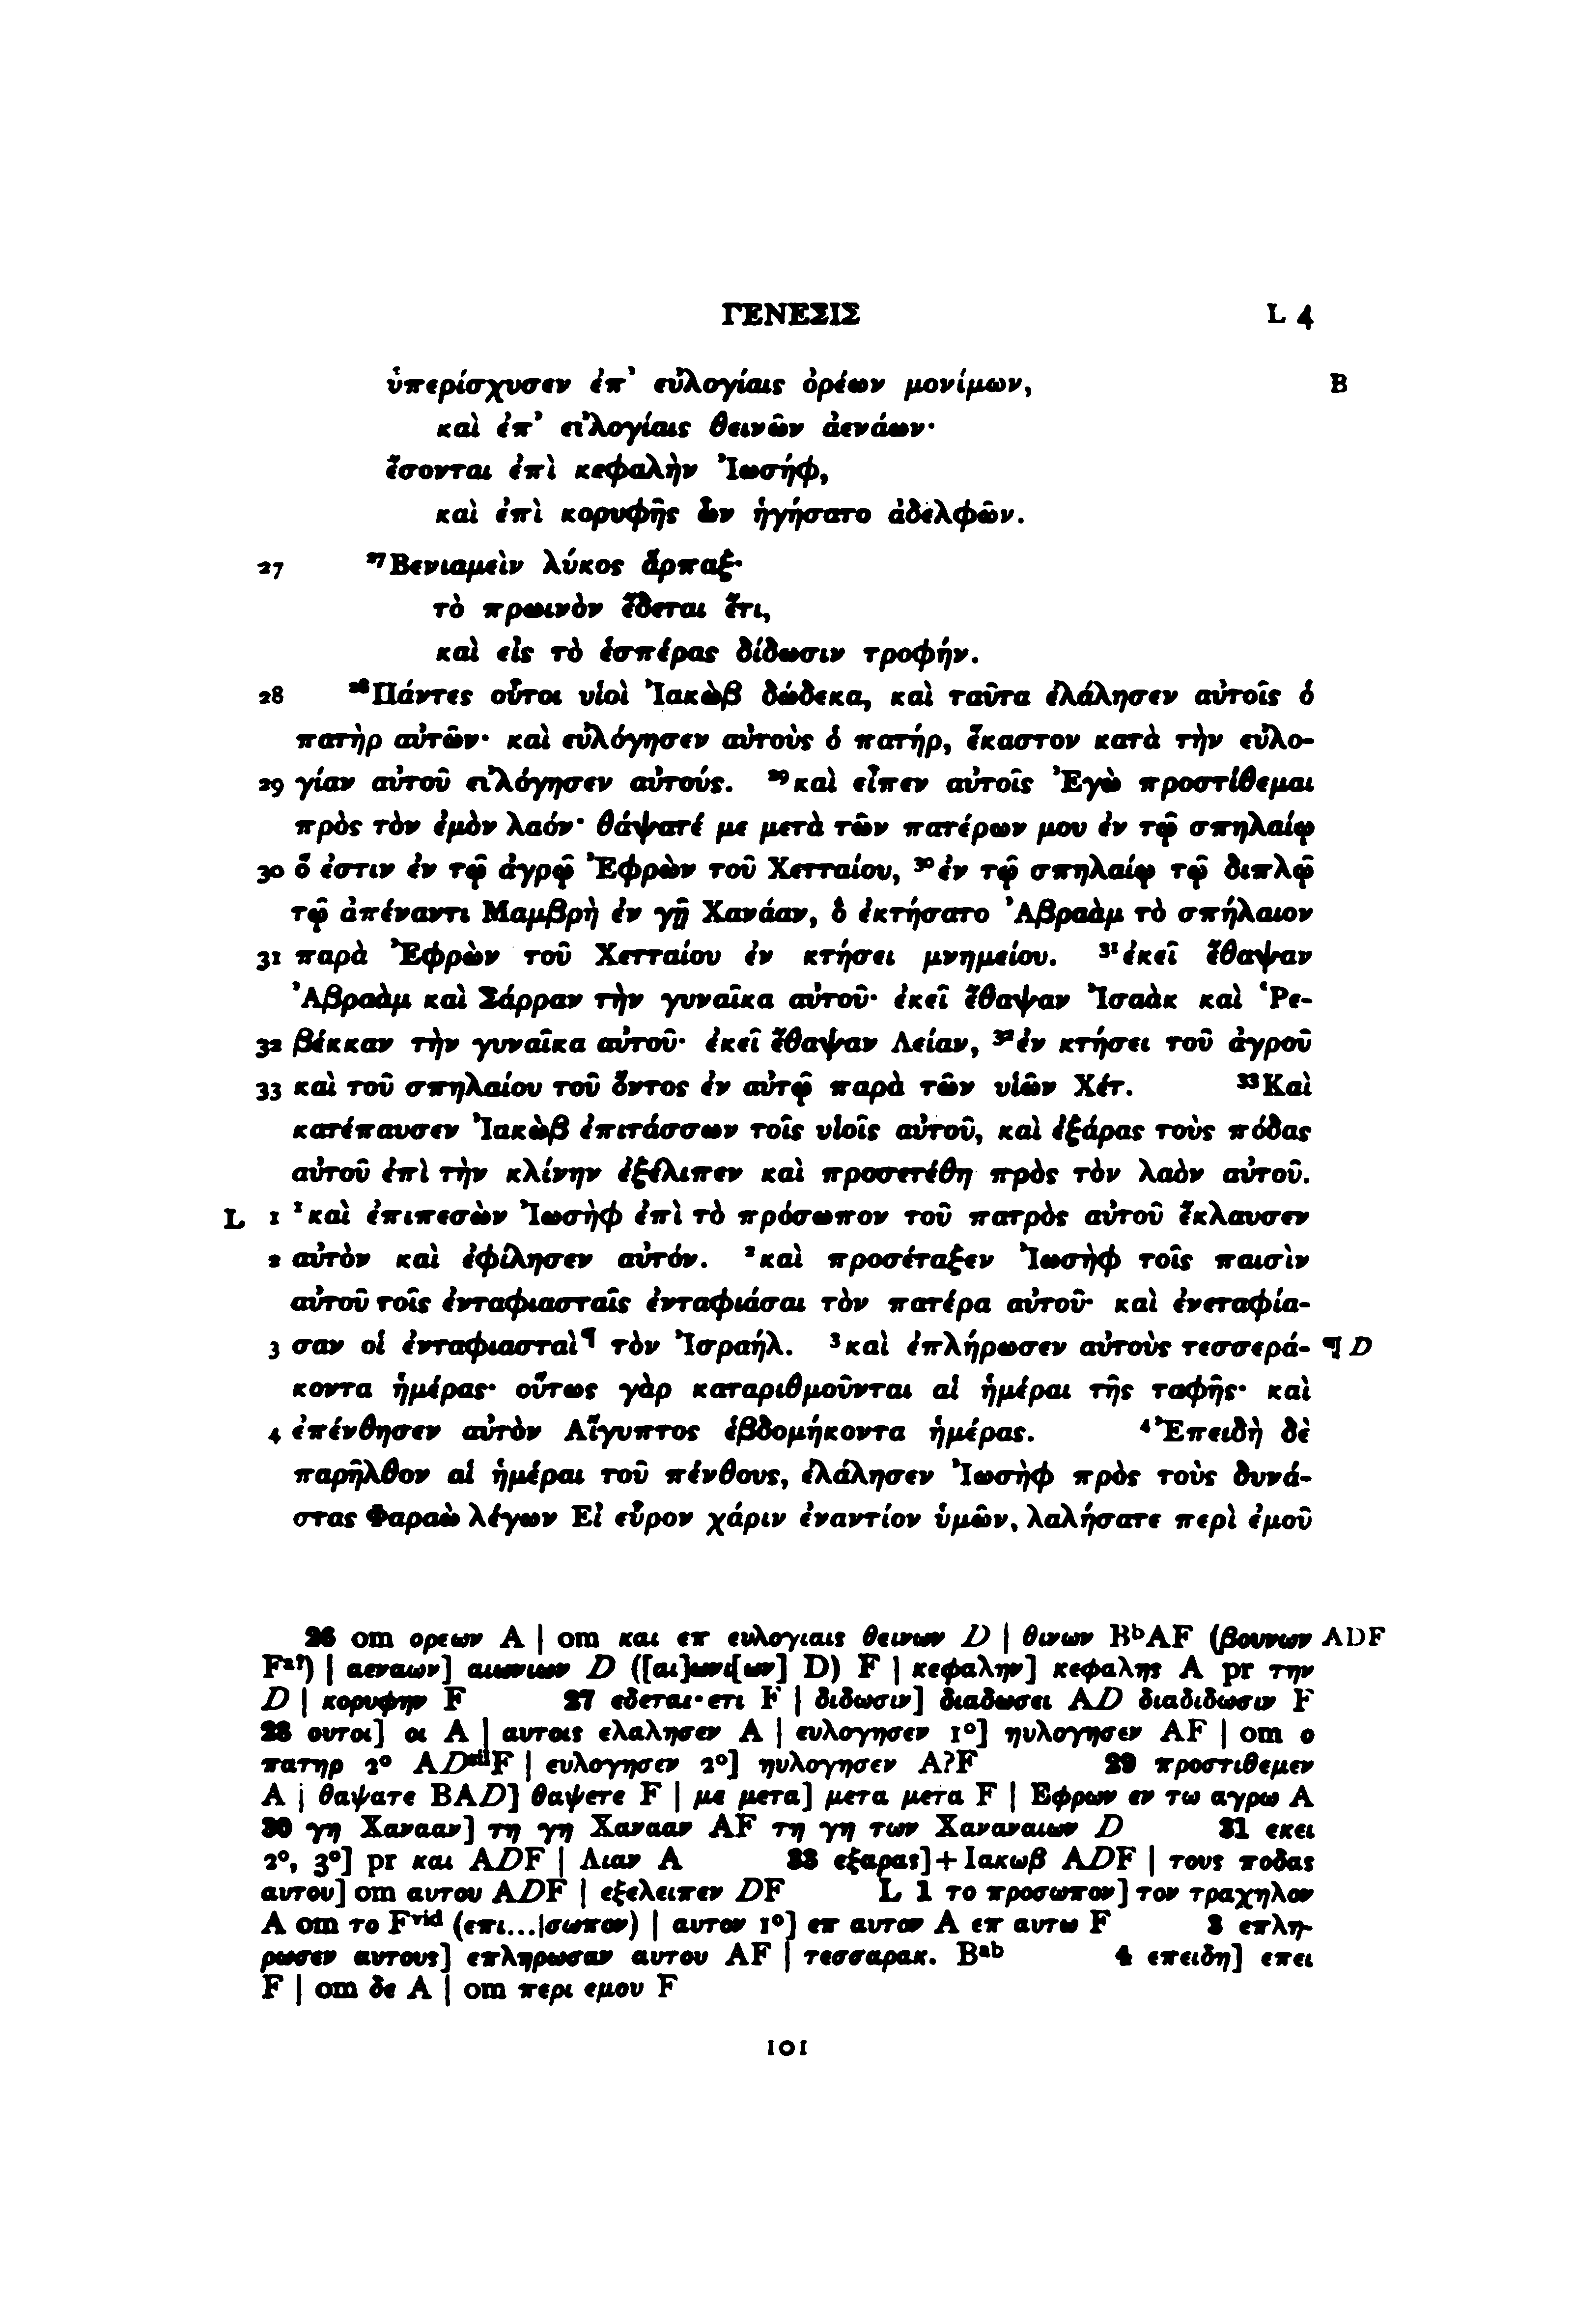 ΓΕΝΕΣΙΣ L 4
ὑπερίσχυσεν ἐπ’ εὐλογίαις ὀρέων μονίμων, B
καὶ ἐπ’ εὐλογίαις θεινῶν ἀενάων·
ἔσονται ἐπὶ κεφαλὴν Ἰωσήφ,
καὶ ἐπὶ κορυφῆς ὧν ἡγήσατο ἀδελφῶν.
27 ²⁷Βενιαμεὶν λύκος ἅρπαξ·
τὸ πρωινὸν ἔδεται ἔτι,
καὶ εἰς τὸ ἑσπέρας δίδωσιν τροφήν.
28 ²⁸Πάντες οὗτοι υἱοὶ Ἰακὼβ δώδεκα, καὶ ταῦτα ἐλάλησεν αὐτοῖς ὁ
πατὴρ αὐτῶν· καὶ εὐλόγησεν αὐτοὺς ὁ πατήρ, ἕκαστον κατὰ τὴν εὐλο-
29 γίαν αὐτοῦ εὐλόγησεν αὐτούς. ²⁹καὶ εἶπεν αὐτοῖς Ἐγὼ προστίθεμαι
πρὸς τὸν ἐμὸν λαόν· θάψατέ με μετὰ τῶν πατέρων μου ἐν τῷ σπηλαίῳ
30 ὅ ἐστιν ἐν τῷ ἀγρῷ Ἐφρὼν τοῦ Χετταίου, ³⁰ἐν τῷ σπηλαίῳ τῷ διπλῷ
τῷ ἀπέναντι Μαμβρὴ ἐν γῇ Χανάαν, ὃ ἐκτήσατο Ἀβραὰμ τὸ σπήλαιον
31 παρὰ Ἐφρὼν τοῦ Χετταίου ἐν κτήσει μνημείου. ³¹ἐκεῖ ἔθαψαν
Ἀβραὰμ καὶ Σάρραν τὴν γυναῖκα αὐτοῦ· ἐκεῖ ἔθαψαν Ἰσαὰκ καὶ Ῥε-
32 βέκκαν τὴν γυναῖκα αὐτοῦ· ἐκεῖ ἔθαψαν Λείαν, ³²ἐν κτήσει τοῦ ἀγροῦ
33 καὶ τοῦ σπηλαίου τοῦ ὄντος ἐν αὐτῷ παρὰ τῶν υἱῶν Χέτ. ³³Καὶ
κατέπαυσεν Ἰακὼβ ἐπιτάσσων τοῖς υἱοῖς αὐτοῦ, καὶ ἐξάρας τοὺς πόδας
αὐτοῦ ἐπὶ τὴν κλίνην ἐξέλιπεν καὶ προσετέθη πρὸς τὸν λαὸν αὐτοῦ.
L 1 ¹καὶ ἐπιπεσὼν Ἰωσὴφ ἐπὶ τὸ πρόσωπον τοῦ πατρὸς αὐτοῦ ἔκλαυσεν
2 αὐτὸν καὶ ἐφίλησεν αὐτόν. ²καὶ προσέταξεν Ἰωσὴφ τοῖς παισὶν
αὐτοῦ τοῖς ἐνταφιασταῖς ἐνταφιάσαι τὸν πατέρα αὐτοῦ· καὶ ἐνεταφία-
3 σαν οἱ ἐνταφιασταὶ¶ τὸν Ἰσραήλ. ³καὶ ἐπλήρωσεν αὐτοὺς τεσσερά- ¶ D
κοντα ἡμέρας· οὕτως γὰρ καταριθμοῦνται αἱ ἡμέραι τῆς ταφῆς· καὶ
4 ἐπένθησεν αὐτὸν Αἴγυπτος ἑβδομήκοντα ἡμέρας. ⁴Ἐπειδὴ δὲ
παρῆλθον αἱ ἡμέραι τοῦ πένθους, ἐλάλησεν Ἰωσὴφ πρὸς τοὺς δυνά-
στας Φαραὼ λέγων Εἰ εὗρον χάριν ἐναντίον ὑμῶν, λαλήσατε περὶ ἐμοῦ
26 om ορεων A | om και επ ευλογιαις θεινων D | θινων BᵇAF (βουνων ADF
Fᵃ?) | αεναων] αιωνιων D ([αι]ωνι[ων] D) F | κεφαλην] κεφαλης A pr την
D | κορυφην F 27 εδεται·ετι F | διδωσιν] διαδωσει AD διαδιδωσιν F
28 ουτοι] οι A | αυτοις ελαλησεν A | ευλογησεν 1°] ηυλογησεν AF | om ο
πατηρ 2° ADˢⁱˡF | ευλογησεν 2°] ηυλογησεν A?F 29 προστιθεμεν
A | θαψατε BAD] θαψετε F | με μετα] μετα μετα F | Εφρων εν τω αγρω A
30 γη Χανααν] τη γη Χανααν AF τη γη των Χαναναιων D 31 εκει
2°, 3°] pr και ADF | Λιαν A 33 εξαρας]+Ιακωβ ADF | τους ποδας
αυτου] om αυτου ADF | εξελειπεν DF L 1 το προσωπον] τον τραχηλον
A om το Fᵛⁱᵈ (επι...|σωπον) | αυτον 1°] επ αυτον A επ αυτω F 3 επλη-
ρωσεν αυτους] επληρωσαν αυτου AF | τεσσαρακ. Bᵃᵇ 4 επειδη] επει
F | om δε A | om περι εμου F
101